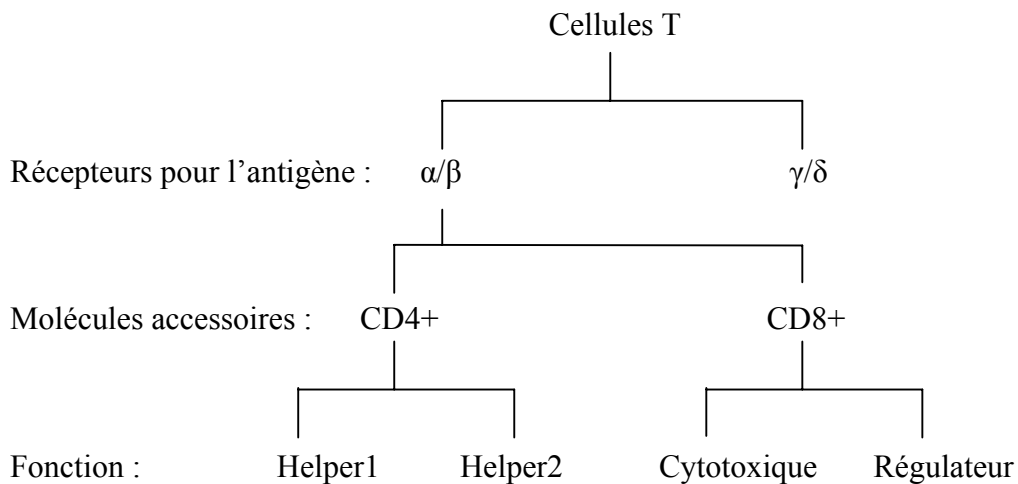 Cellules T
Récepteurs pour l’antigène : α/β γ/δ
Molécules accessoires : CD4+ CD8+
Fonction : Helper1 Helper2 Cytotoxique Régulateur